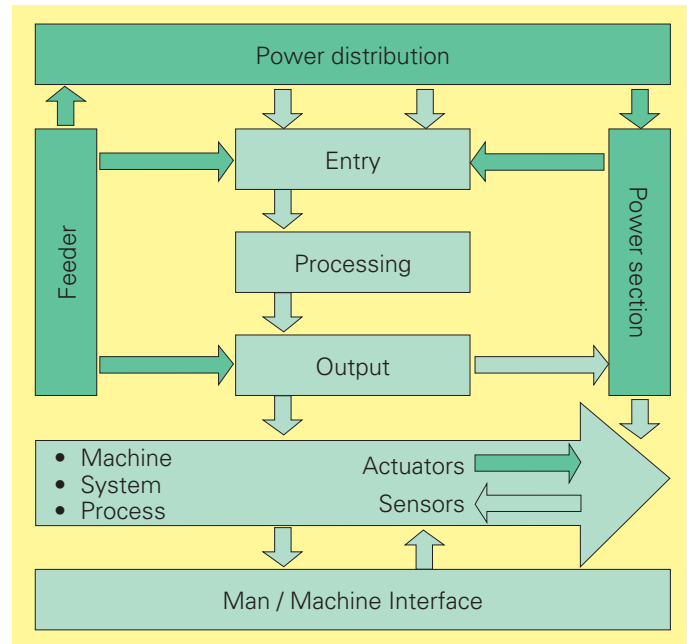 Power distribution
Entry
Feeder
Power section
Processing
Output
• Machine
• System
• Process
Actuators
Sensors
Man / Machine Interface